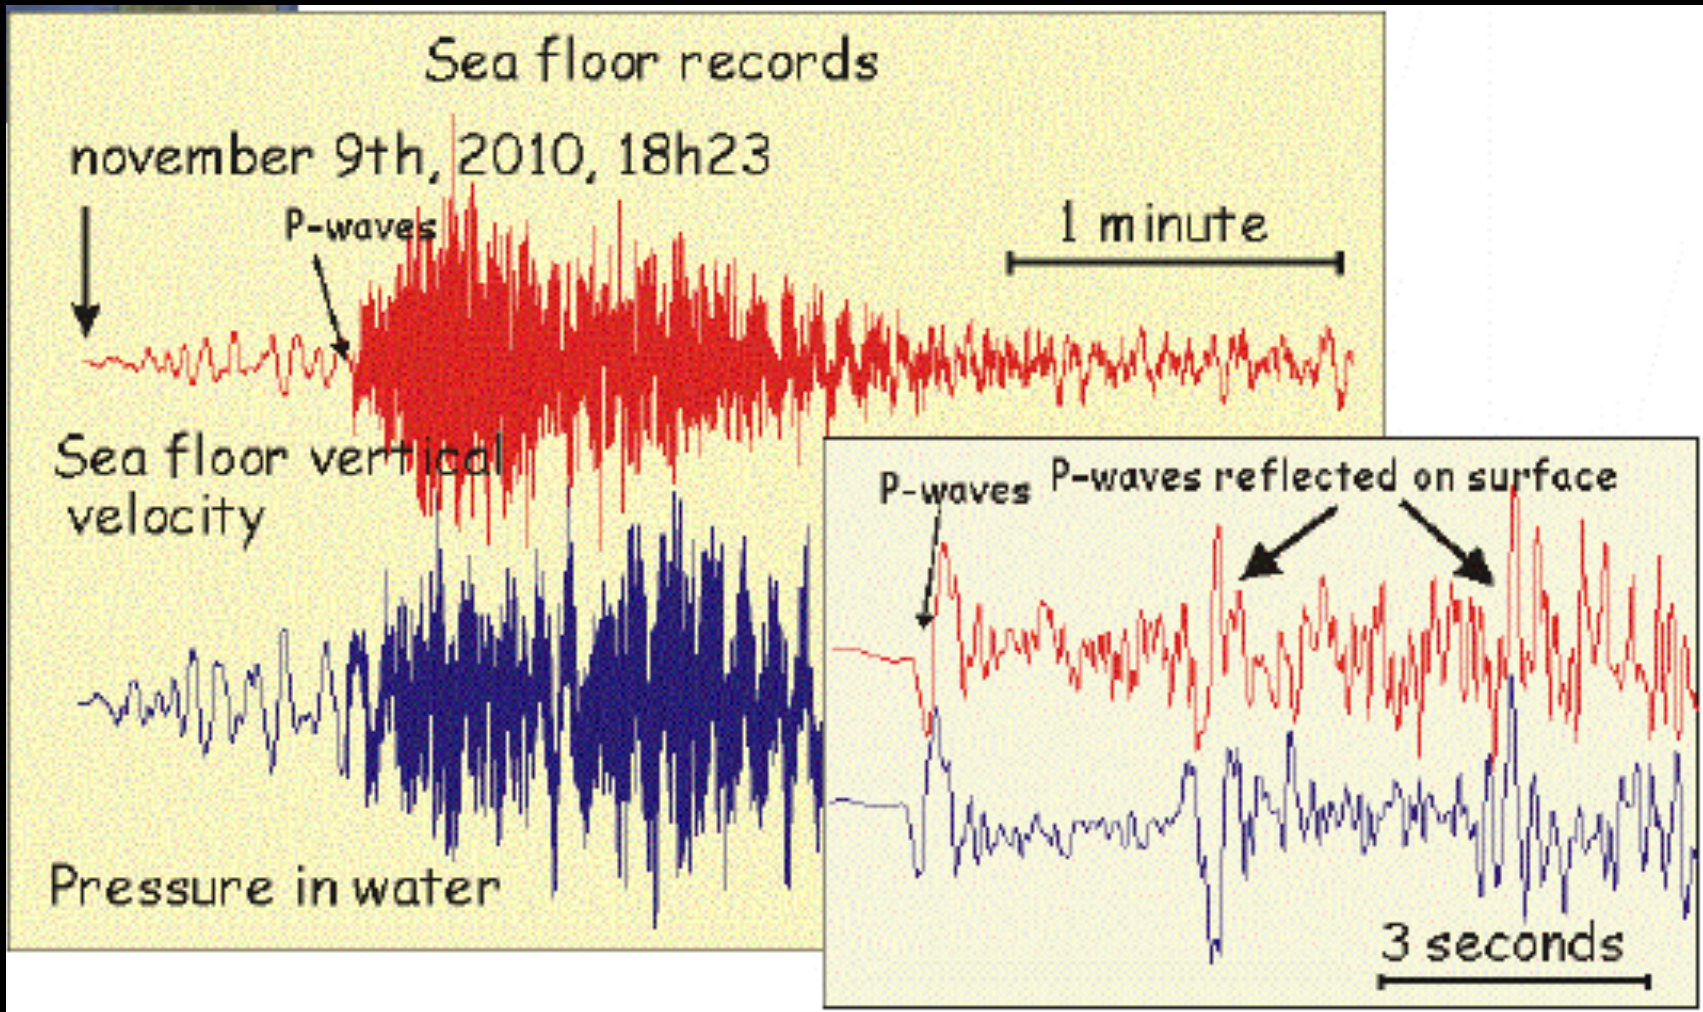 Sea floor records
november 9th, 2010, 18h23
P-waves
1 minute
Sea floor vertical
velocity
Pressure in water
P-waves
P-waves reflected on surface
3 seconds